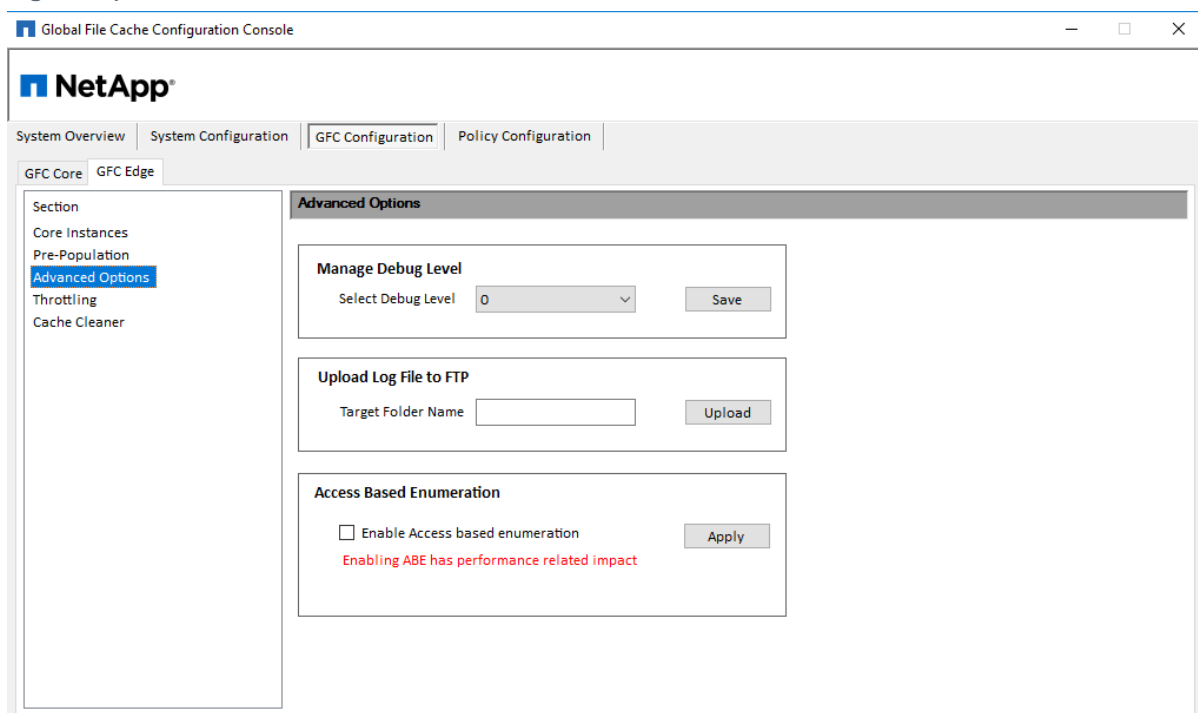 Global File Cache Configuration Console
NetApp®
System Overview System Configuration GFC Configuration Policy Configuration
GFC Core GFC Edge
Section
Core Instances
Pre-Population
Advanced Options
Throttling
Cache Cleaner
Advanced Options
Manage Debug Level
Select Debug Level 0 Save
Upload Log File to FTP
Target Folder Name Upload
Access Based Enumeration
Enable Access based enumeration Apply
Enabling ABE has performance related impact